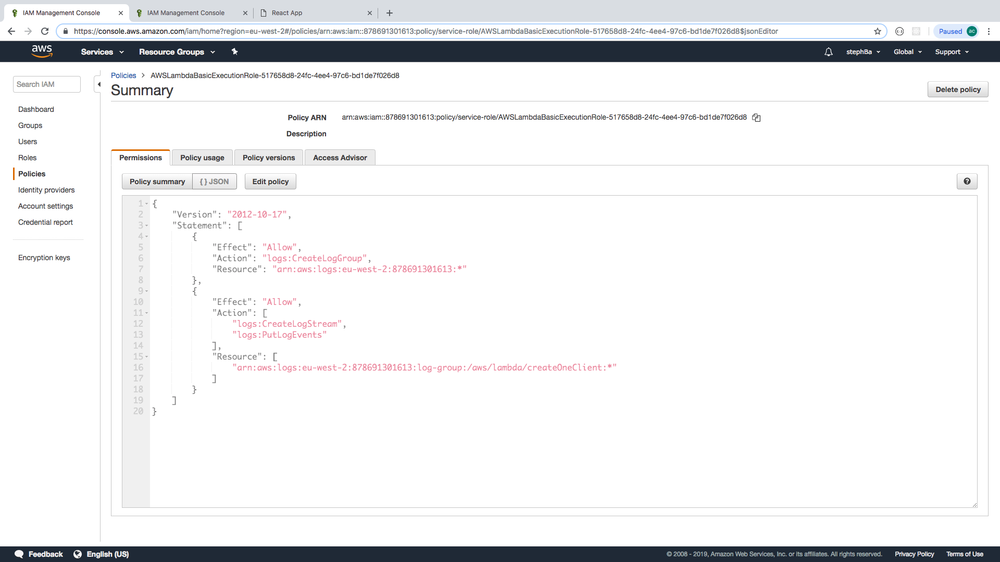 IAM Management Console
IAM Management Console
React App
https://console.aws.amazon.com/iam/home?region=eu-west-2#/policies/arn:aws:iam::878691301613:policy/service-role/AWSLambdaBasicExecutionRole-517658d8-24fc-4ee4-97c6-bd1de7f026d8$jsonEditor
Paused ac
aws Services Resource Groups
stephBa Global Support
Search IAM
Dashboard
Groups
Users
Roles
Policies
Identity providers
Account settings
Credential report
Encryption keys
Policies > AWSLambdaBasicExecutionRole-517658d8-24fc-4ee4-97c6-bd1de7f026d8
Summary
Delete policy
Policy ARN arn:aws:iam::878691301613:policy/service-role/AWSLambdaBasicExecutionRole-517658d8-24fc-4ee4-97c6-bd1de7f026d8
Description
Permissions Policy usage Policy versions Access Advisor
Policy summary { } JSON Edit policy ?
1 {
2 "Version": "2012-10-17",
3 "Statement": [
4 {
5 "Effect": "Allow",
6 "Action": "logs:CreateLogGroup",
7 "Resource": "arn:aws:logs:eu-west-2:878691301613:*"
8 },
9 {
10 "Effect": "Allow",
11 "Action": [
12 "logs:CreateLogStream",
13 "logs:PutLogEvents"
14 ],
15 "Resource": [
16 "arn:aws:logs:eu-west-2:878691301613:log-group:/aws/lambda/createOneClient:*"
17 ]
18 }
19 ]
20 }
Feedback English (US)
© 2008 - 2019, Amazon Web Services, Inc. or its affiliates. All rights reserved. Privacy Policy Terms of Use